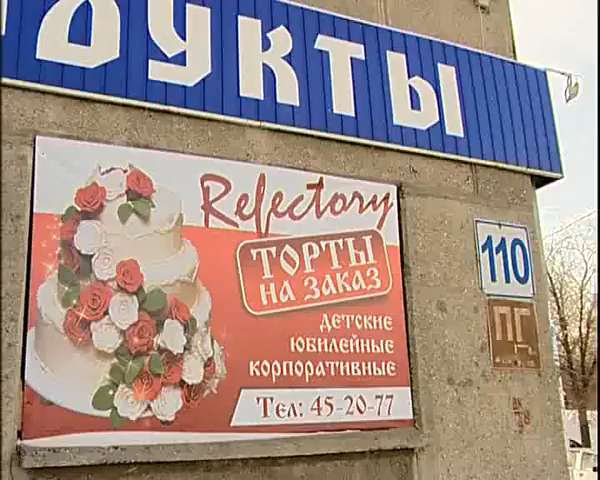 ОДУКТЫ
Refectory
ТОРТЫ
НА ЗАКАЗ
ДЕТСКИЕ
ЮБИЛЕЙНЫЕ
КОРПОРАТИВНЫЕ
Тел: 45-20-77
110
ПГ